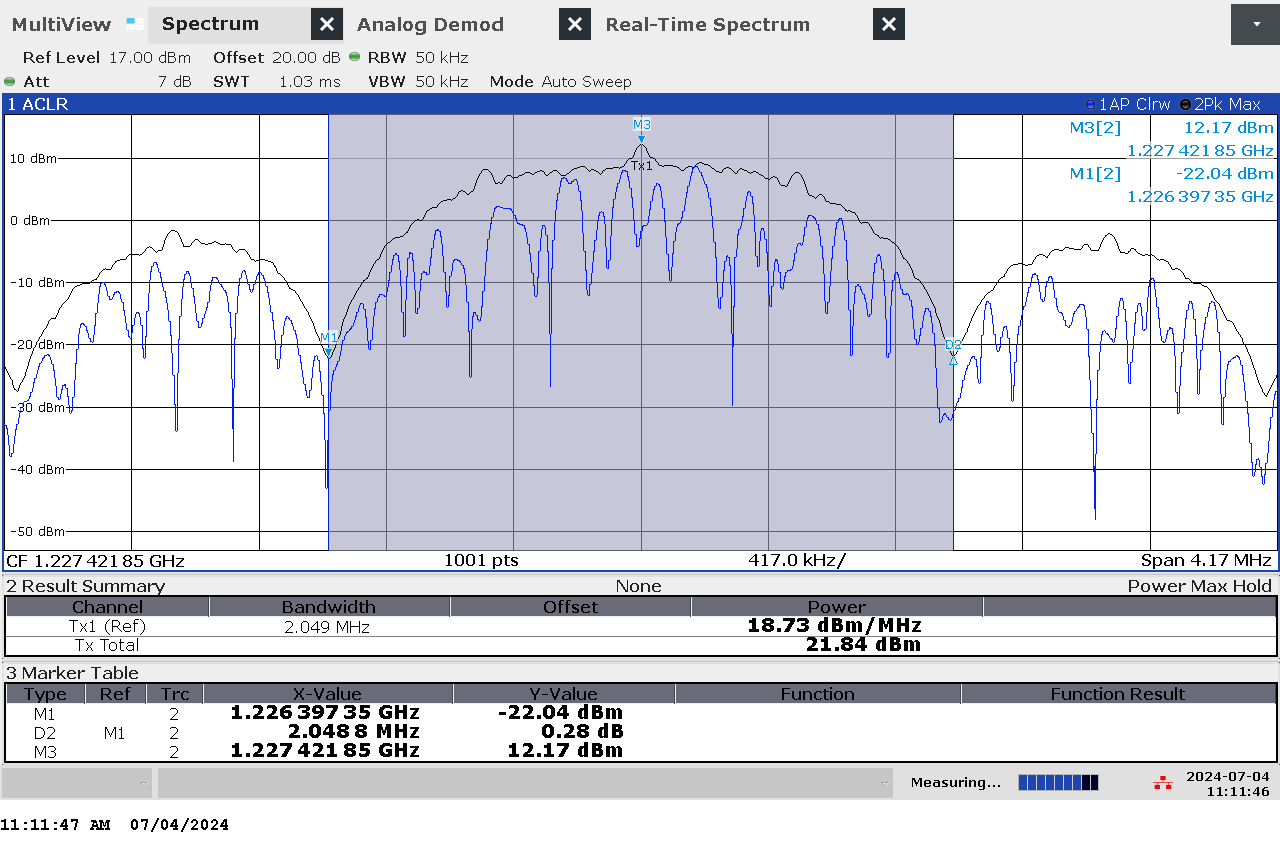 MultiView Spectrum Analog Demod Real-Time Spectrum
Ref Level 17.00 dBm Offset 20.00 dB RBW 50 kHz
Att 7 dB SWT 1.03 ms VBW 50 kHz Mode Auto Sweep
1 ACLR 1AP Clrw 2Pk Max
M3 M3[2] 12.17 dBm
1.227 421 85 GHz
10 dBm Tx1 M1[2] -22.04 dBm
1.226 397 35 GHz
0 dBm
-10 dBm
M1
-20 dBm D2
-30 dBm
-40 dBm
-50 dBm
CF 1.227 421 85 GHz 1001 pts 417.0 kHz/ Span 4.17 MHz
2 Result Summary None Power Max Hold
Channel Bandwidth Offset Power
Tx1 (Ref) 2.049 MHz 18.73 dBm/MHz
Tx Total 21.84 dBm
3 Marker Table
Type Ref Trc X-Value Y-Value Function Function Result
M1 2 1.226 397 35 GHz -22.04 dBm
D2 M1 2 2.048 8 MHz 0.28 dB
M3 2 1.227 421 85 GHz 12.17 dBm
Measuring... 2024-07-04
11:11:46
11:11:47 AM 07/04/2024